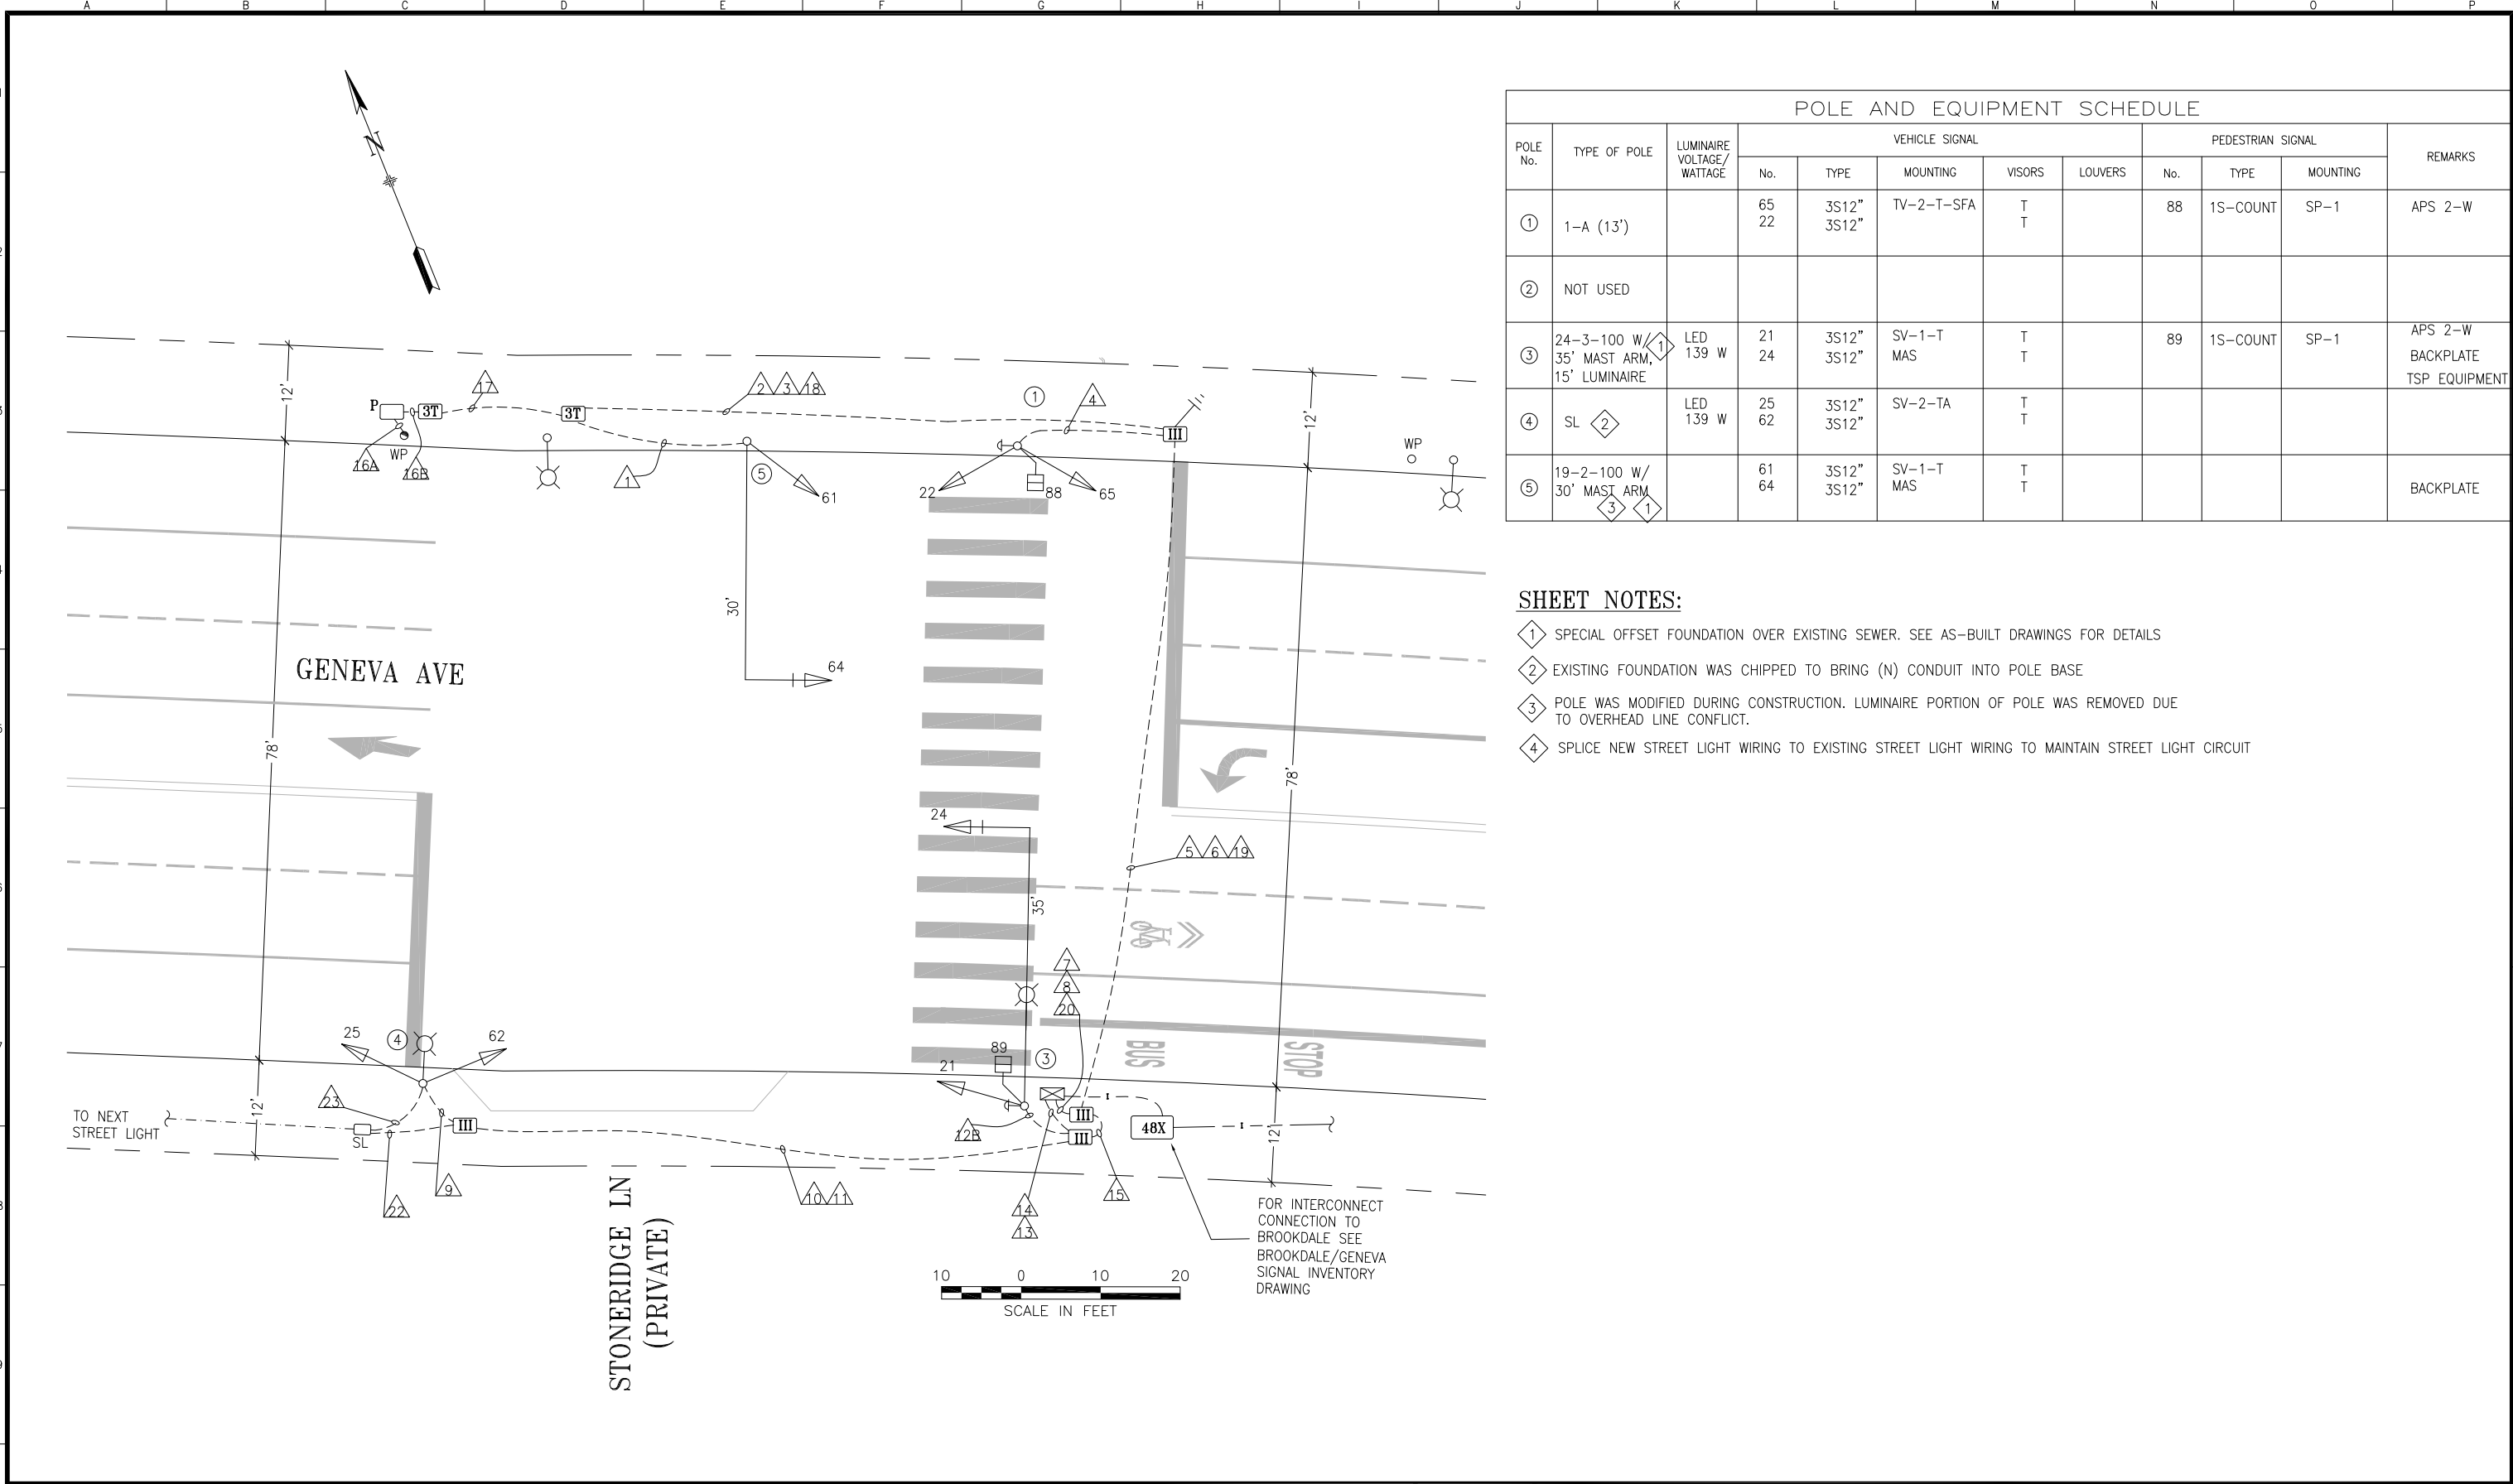 A B C D E F G H I J K L M N O P
1
2
3
4
5
6
7
8
9
N
12'
17
2 3 18
1
4
12'
P
3T
3T
III
WP
16A
WP
16B
1
5
61
22
88
65
30'
64
GENEVA AVE
78'
78'
24
5 6 19
35'
7
8
20
25
4
62
89
3
21
BUS
STOP
23
12'
TO NEXT
STREET LIGHT
SL
III
III
III
12B
48X
12'
9
22
10 11
14
13
15
STONERIDGE LN
(PRIVATE)
FOR INTERCONNECT
CONNECTION TO
BROOKDALE SEE
BROOKDALE/GENEVA
SIGNAL INVENTORY
DRAWING
10 0 10 20
SCALE IN FEET
POLE AND EQUIPMENT SCHEDULE
POLE No. TYPE OF POLE LUMINAIRE VOLTAGE/ WATTAGE VEHICLE SIGNAL PEDESTRIAN SIGNAL REMARKS
No. TYPE MOUNTING VISORS LOUVERS No. TYPE MOUNTING
65 3S12" TV-2-T-SFA T 88 1S-COUNT SP-1 APS 2-W
1 1-A (13') 22 3S12" T
2 NOT USED
24-3-100 W/ 1 LED 21 3S12" SV-1-T T 89 1S-COUNT SP-1 APS 2-W
3 35' MAST ARM, 139 W 24 3S12" MAS T BACKPLATE
15' LUMINAIRE TSP EQUIPMENT
LED 25 3S12" SV-2-TA T
4 SL 2 139 W 62 3S12" T
19-2-100 W/ 61 3S12" SV-1-T T
5 30' MAST ARM 64 3S12" MAS T BACKPLATE
3 1
SHEET NOTES:
1 SPECIAL OFFSET FOUNDATION OVER EXISTING SEWER. SEE AS-BUILT DRAWINGS FOR DETAILS
2 EXISTING FOUNDATION WAS CHIPPED TO BRING (N) CONDUIT INTO POLE BASE
3 POLE WAS MODIFIED DURING CONSTRUCTION. LUMINAIRE PORTION OF POLE WAS REMOVED DUE
TO OVERHEAD LINE CONFLICT.
4 SPLICE NEW STREET LIGHT WIRING TO EXISTING STREET LIGHT WIRING TO MAINTAIN STREET LIGHT CIRCUIT